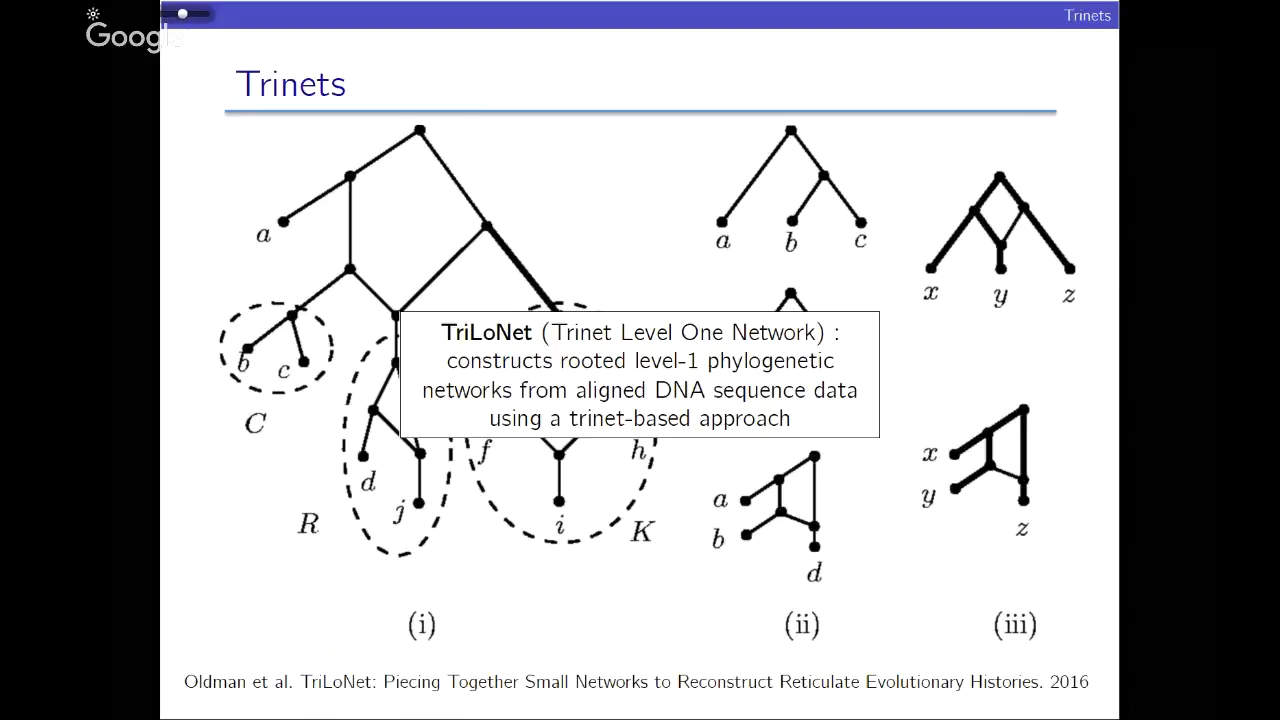 Trinets
Google
Trinets
a
b
c
C
d
j
R
f
h
i
K
a
b
c
a
b
d
x
y
z
x
y
z
TriLoNet (Trinet Level One Network) :
constructs rooted level-1 phylogenetic
networks from aligned DNA sequence data
using a trinet-based approach
(i)
(ii)
(iii)
Oldman et al. TriLoNet: Piecing Together Small Networks to Reconstruct Reticulate Evolutionary Histories. 2016